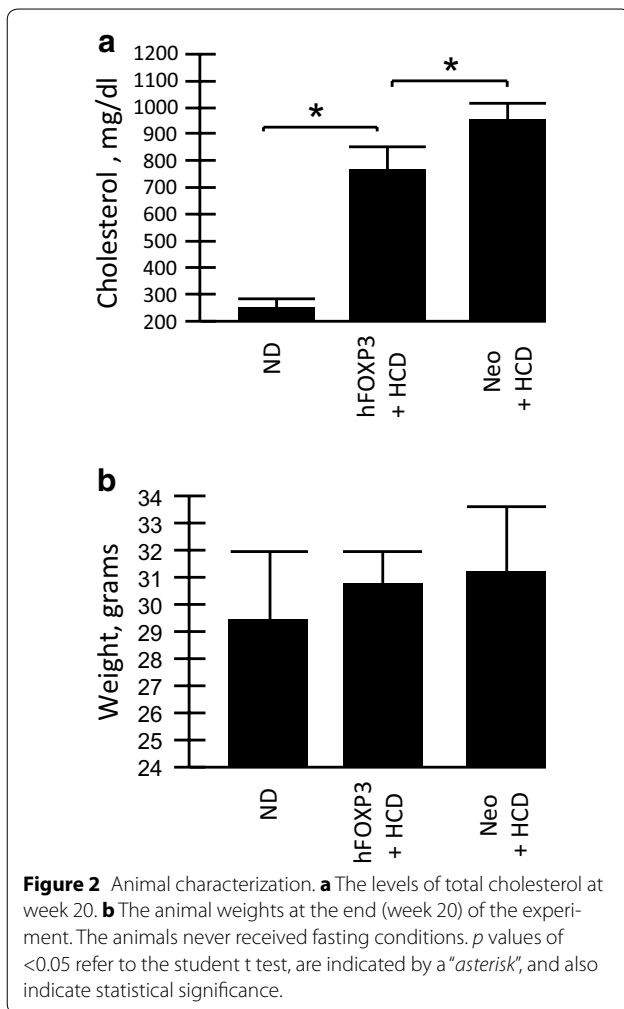 a
1200
1100
1000
900
800
700
600
500
400
300
200
Cholesterol , mg/dl
*
*
ND
hFOXP3
+ HCD
Neo
+ HCD
b
34
33
32
31
30
29
28
27
26
25
24
Weight, grams
ND
hFOXP3
+ HCD
Neo
+ HCD
Figure 2 Animal characterization. a The levels of total cholesterol at
week 20. b The animal weights at the end (week 20) of the experi-
ment. The animals never received fasting conditions. p values of
<0.05 refer to the student t test, are indicated by a “asterisk”, and also
indicate statistical significance.